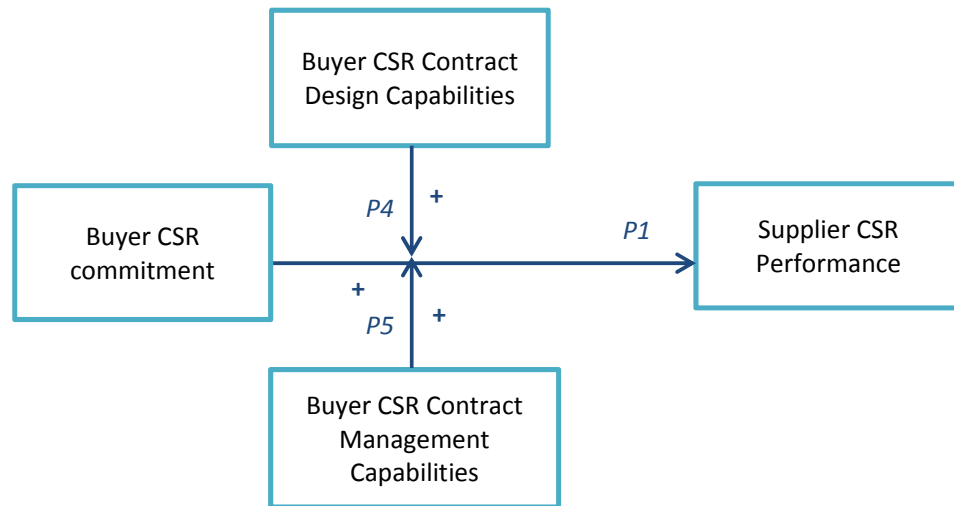 Buyer CSR Contract
Design Capabilities
P4
+
Buyer CSR
commitment
P1
Supplier CSR
Performance
+
P5
+
Buyer CSR Contract
Management
Capabilities